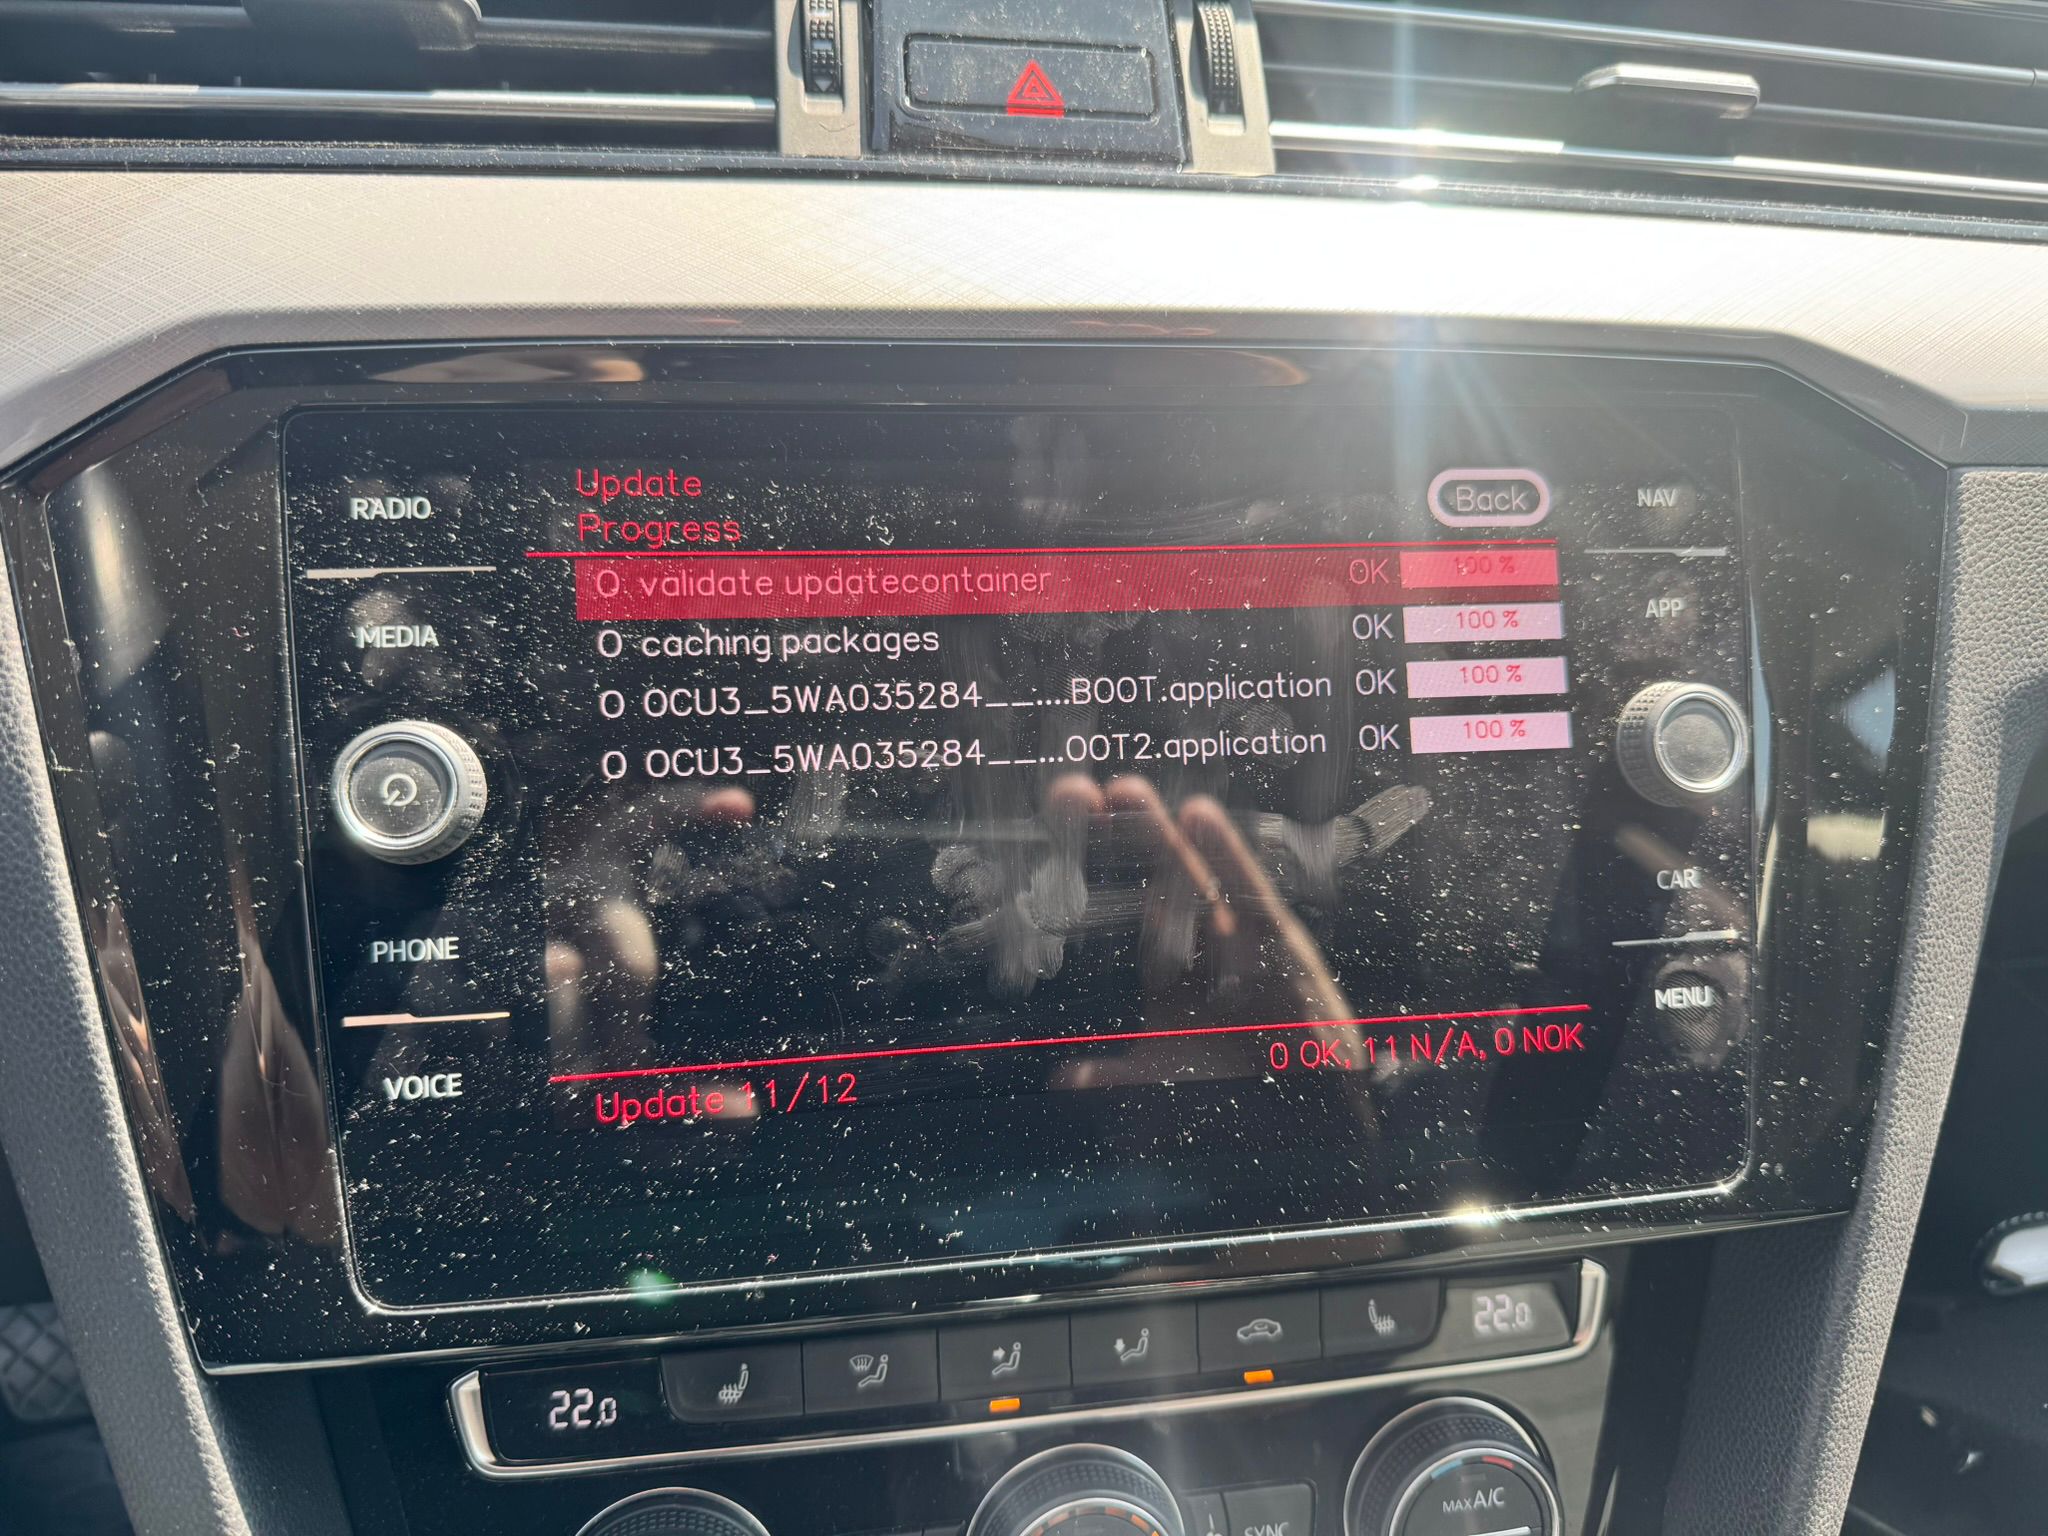 RADIO
MEDIA
PHONE
VOICE
Update
Progress
Back
O validate updatecontainer OK 100 %
O caching packages OK 100 %
O OCU3_5WA035284__....BOOT.application OK 100 %
O OCU3_5WA035284__...OOT2.application OK 100 %
0 OK, 11 N/A, 0 NOK
Update 11/12
NAV
APP
CAR
MENU
22.0
22.0
MAX A/C
SYNC